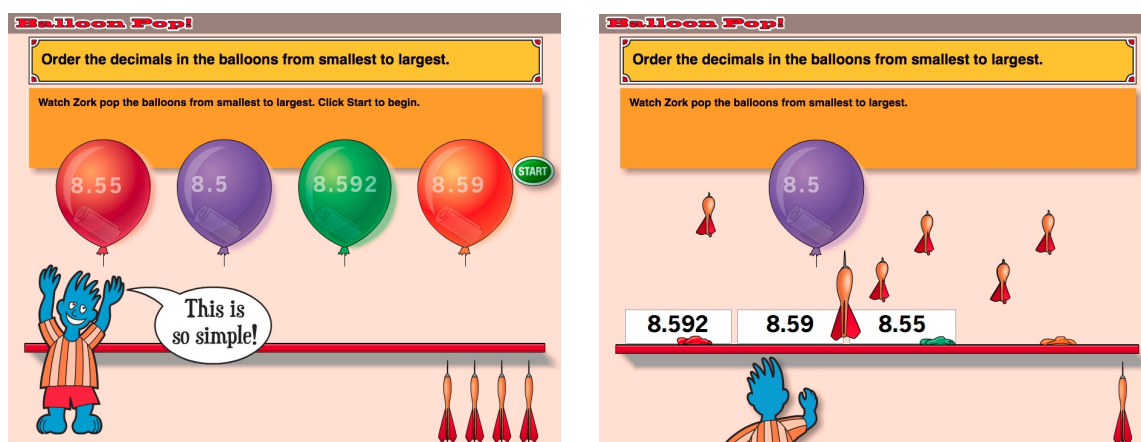 Balloon Pop!
Order the decimals in the balloons from smallest to largest.
Watch Zork pop the balloons from smallest to largest. Click Start to begin.
8.55
8.5
8.592
8.59
START
This is
so simple!
Balloon Pop!
Order the decimals in the balloons from smallest to largest.
Watch Zork pop the balloons from smallest to largest.
8.5
8.592
8.59
8.55